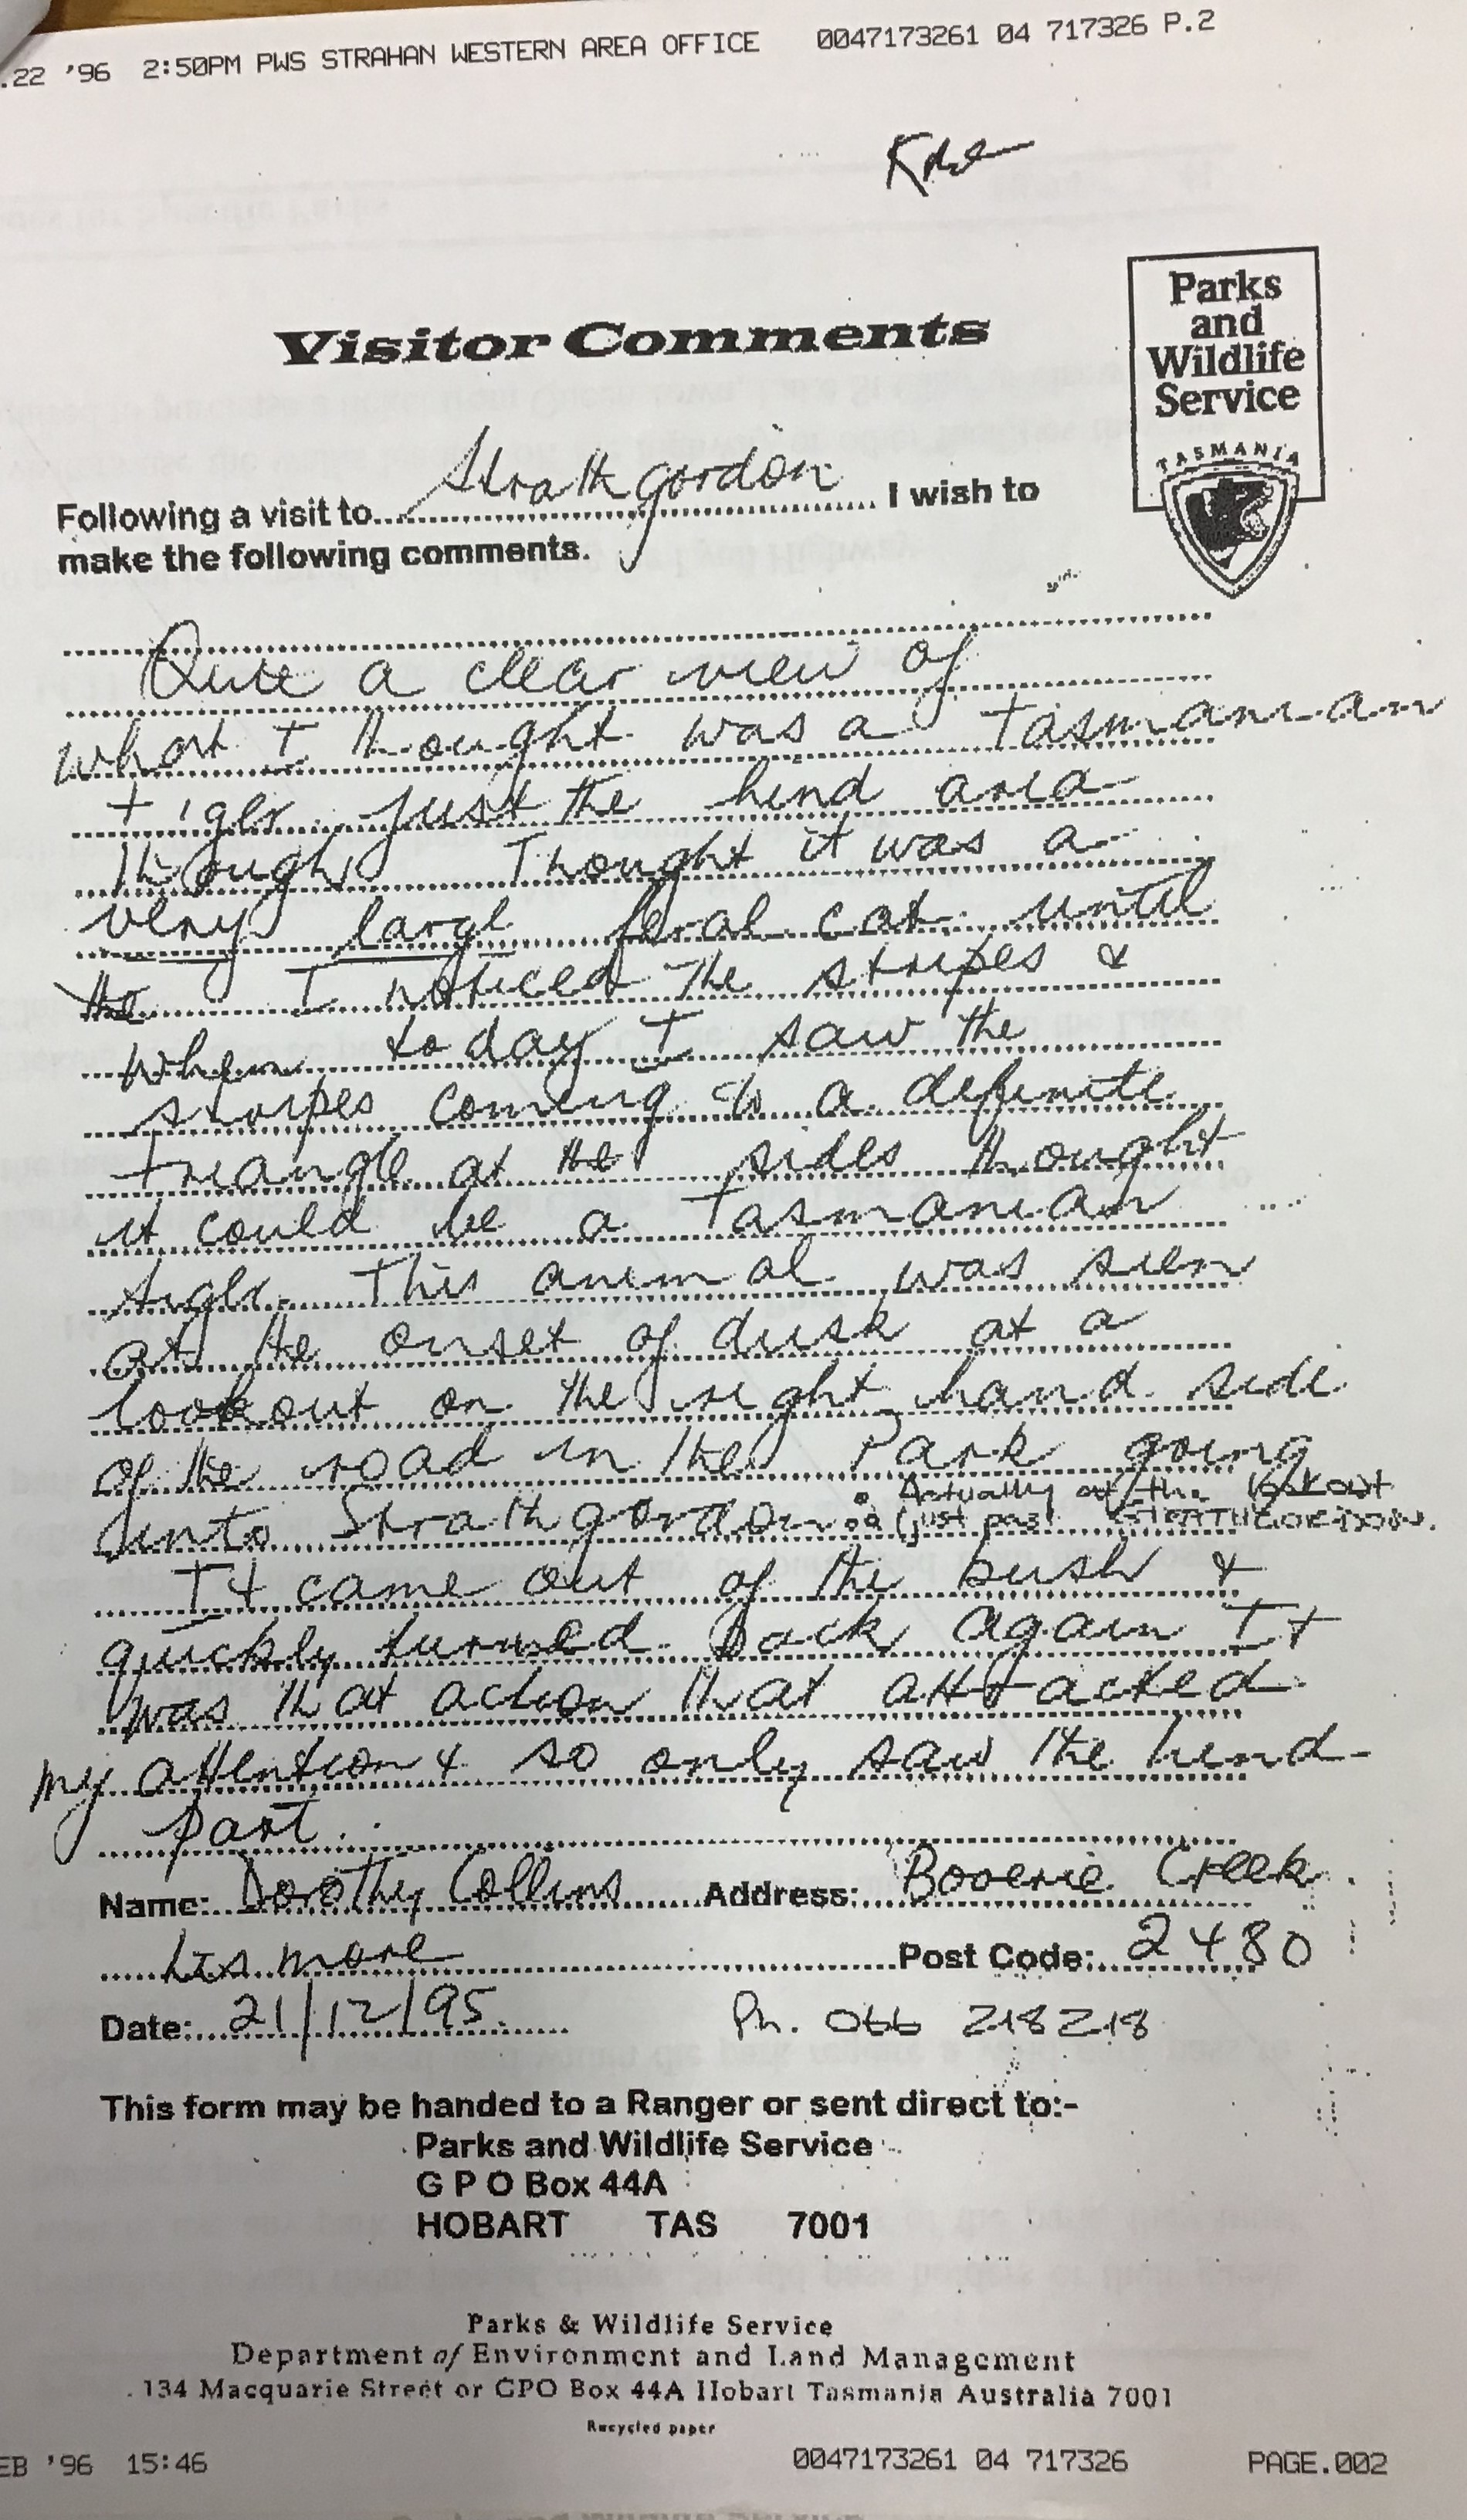 .22 '96 2:50PM PWS STRAHAN WESTERN AREA OFFICE 0047173261 04 717326 P.2
Visitor Comments
Parks
and
Wildlife
Service
TASMANIA
Following a visit to Strathgordon I wish to
make the following comments.
Quite a clear view of
what I thought was a Tasmanian
tiger just the hind area
though Thought it was a
very large feral cat until
the I noticed the stripes &
when today I saw the
stripes coming to a definite
triangle at the sides thought
it could be a Tasmanian
tiger. This animal was seen
at the onset of dusk at a
lookout on the right hand side
of the road in the Park going
into Strathgordon Actually at the lookout
(just past STRATHGORDON.
It came out of the bush &
quickly turned back again It
was that action that attracted
my attention & so only saw the hind-
part.
Name: Dorothy Collins Address: Booerie Creek.
Lismore Post Code: 2480
Date: 21/12/95 Ph. 066 218218
This form may be handed to a Ranger or sent direct to:-
Parks and Wildlife Service
G P O Box 44A
HOBART TAS 7001
Parks & Wildlife Service
Department of Environment and Land Management
134 Macquarie Street or GPO Box 44A Hobart Tasmania Australia 7001
Recycled paper
EB '96 15:46 0047173261 04 717326 PAGE.002